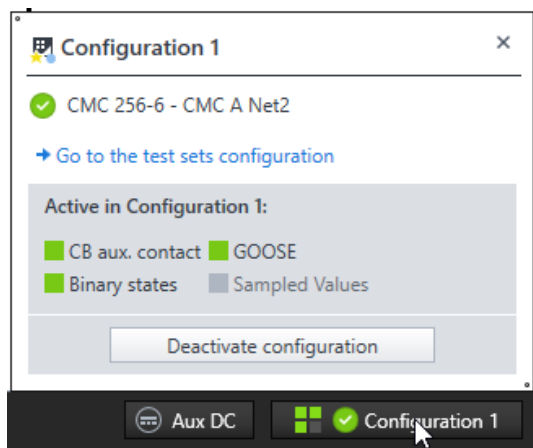 Configuration 1
CMC 256-6 - CMC A Net2
Go to the test sets configuration
Active in Configuration 1:
CB aux. contact GOOSE
Binary states Sampled Values
Deactivate configuration
Aux DC Configuration 1